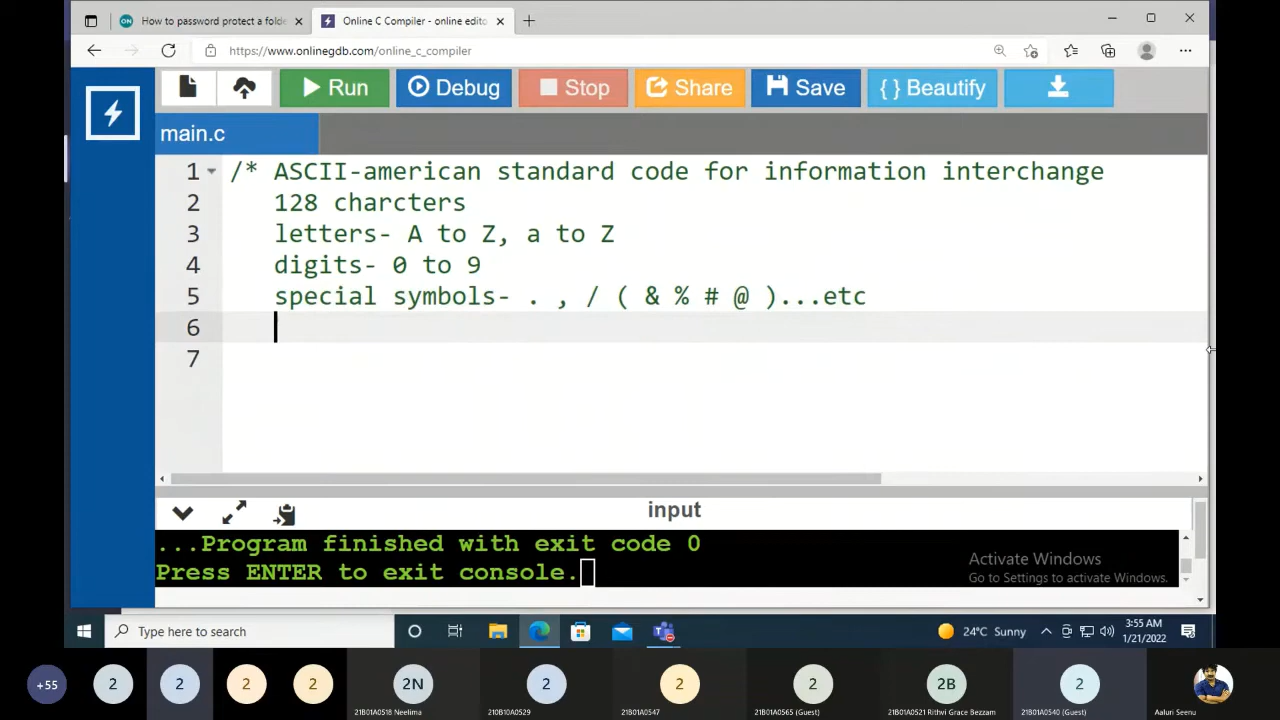 How to password protect a folde
Online C Compiler - online edito
https://www.onlinegdb.com/online_c_compiler
Run
Debug
Stop
Share
Save
{ } Beautify
main.c
1 /* ASCII-american standard code for information interchange
2 128 charcters
3 letters- A to Z, a to Z
4 digits- 0 to 9
5 special symbols- . , / ( & % # @ )...etc
6
7
input
...Program finished with exit code 0
Press ENTER to exit console.
Activate Windows
Go to Settings to activate Windows.
Type here to search
24°C Sunny
3:55 AM
1/21/2022
+55
2
2
2
2
2N
2
2
2
2B
2
21B01A0518 Neelima
210B10A0529
21B01A0547
21B01A0565 (Guest)
21B01A0521 Rithvi Grace Bezzam
21B01A0540 (Guest)
Aaluri Seenu